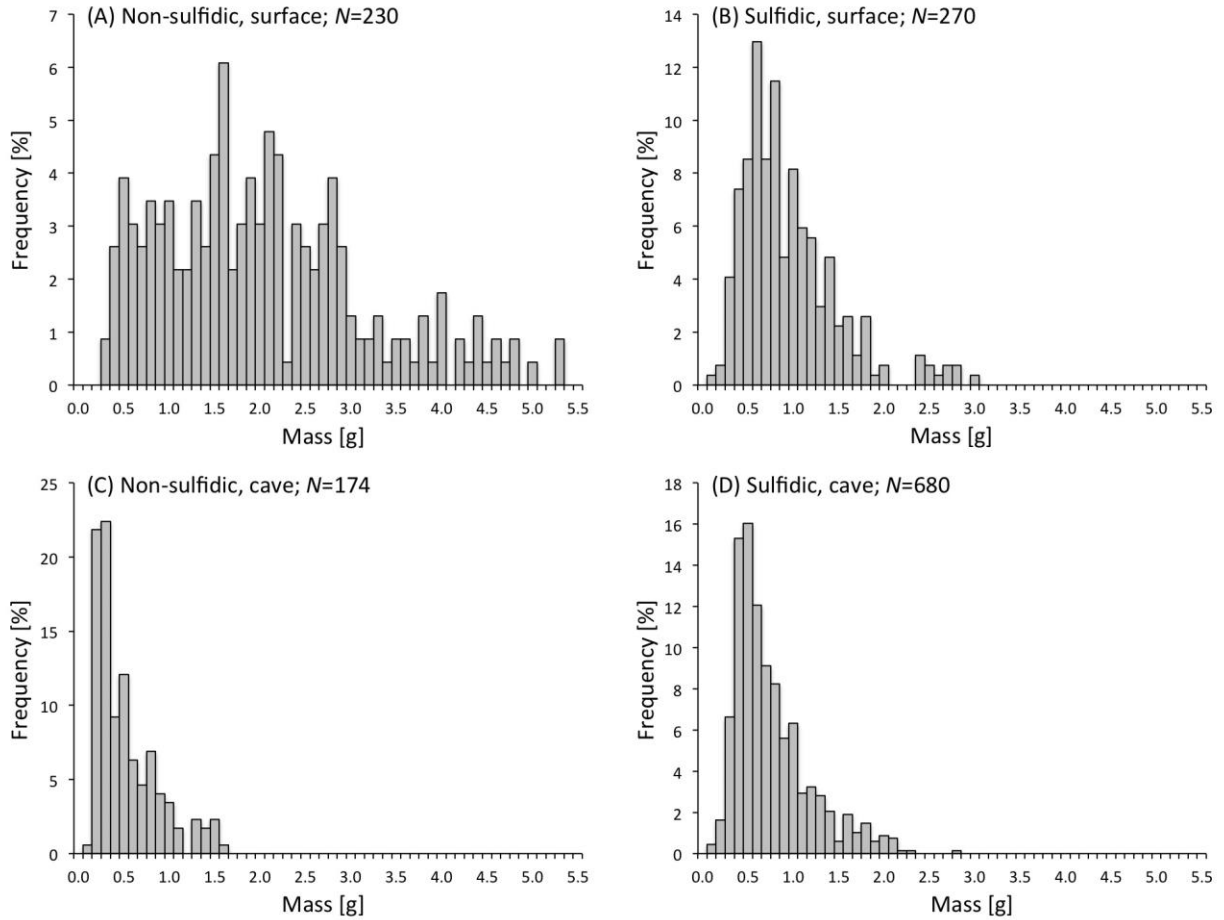 (A) Non-sulfidic, surface; N=230
Frequency [%]
7
6
5
4
3
2
1
0
0.0 0.5 1.0 1.5 2.0 2.5 3.0 3.5 4.0 4.5 5.0 5.5
Mass [g]
(B) Sulfidic, surface; N=270
Frequency [%]
14
12
10
8
6
4
2
0
0.0 0.5 1.0 1.5 2.0 2.5 3.0 3.5 4.0 4.5 5.0 5.5
Mass [g]
(C) Non-sulfidic, cave; N=174
Frequency [%]
25
20
15
10
5
0
0.0 0.5 1.0 1.5 2.0 2.5 3.0 3.5 4.0 4.5 5.0 5.5
Mass [g]
(D) Sulfidic, cave; N=680
Frequency [%]
18
16
14
12
10
8
6
4
2
0
0.0 0.5 1.0 1.5 2.0 2.5 3.0 3.5 4.0 4.5 5.0 5.5
Mass [g]